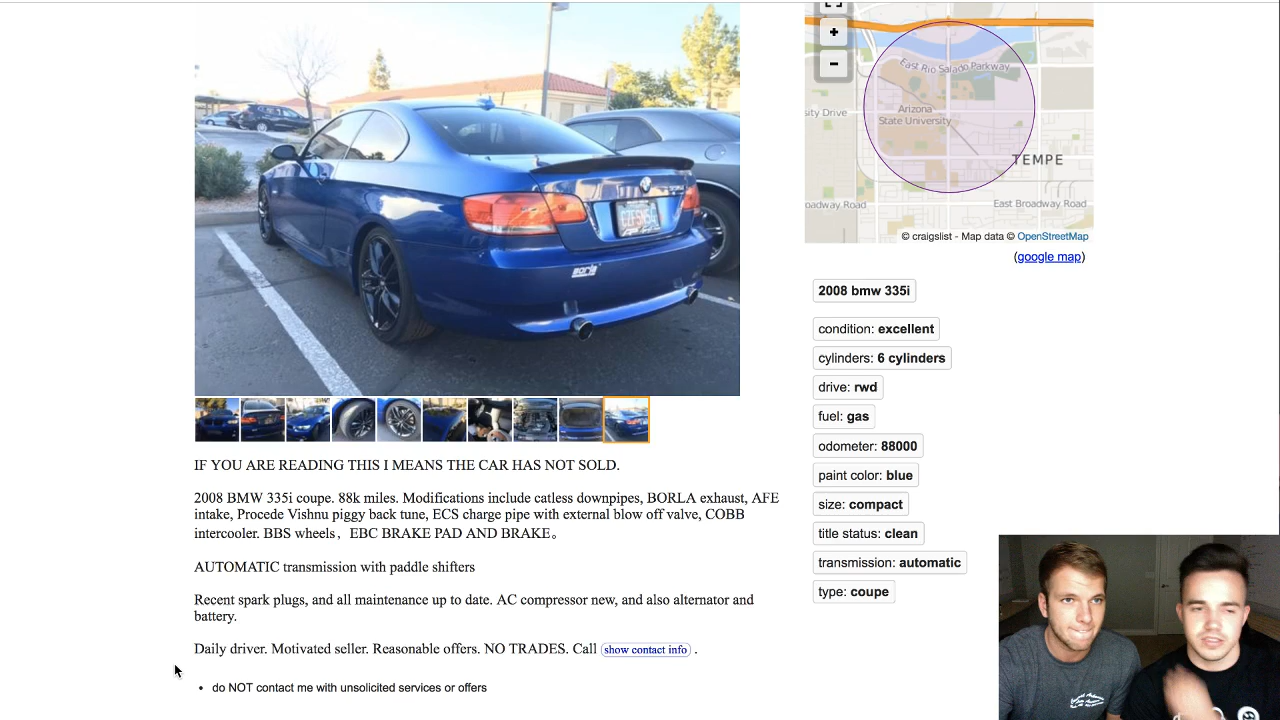 +
-
East Rio Salado Parkway
sity Drive
Arizona
State University
TEMPE
oadway Road
East Broadway Road
© craigslist - Map data © OpenStreetMap
(google map)
2008 bmw 335i
condition: excellent
cylinders: 6 cylinders
drive: rwd
fuel: gas
odometer: 88000
paint color: blue
size: compact
title status: clean
transmission: automatic
type: coupe
IF YOU ARE READING THIS I MEANS THE CAR HAS NOT SOLD.
2008 BMW 335i coupe. 88k miles. Modifications include catless downpipes, BORLA exhaust, AFE
intake, Procede Vishnu piggy back tune, ECS charge pipe with external blow off valve, COBB
intercooler. BBS wheels，EBC BRAKE PAD AND BRAKE。
AUTOMATIC transmission with paddle shifters
Recent spark plugs, and all maintenance up to date. AC compressor new, and also alternator and
battery.
Daily driver. Motivated seller. Reasonable offers. NO TRADES. Call show contact info .
• do NOT contact me with unsolicited services or offers